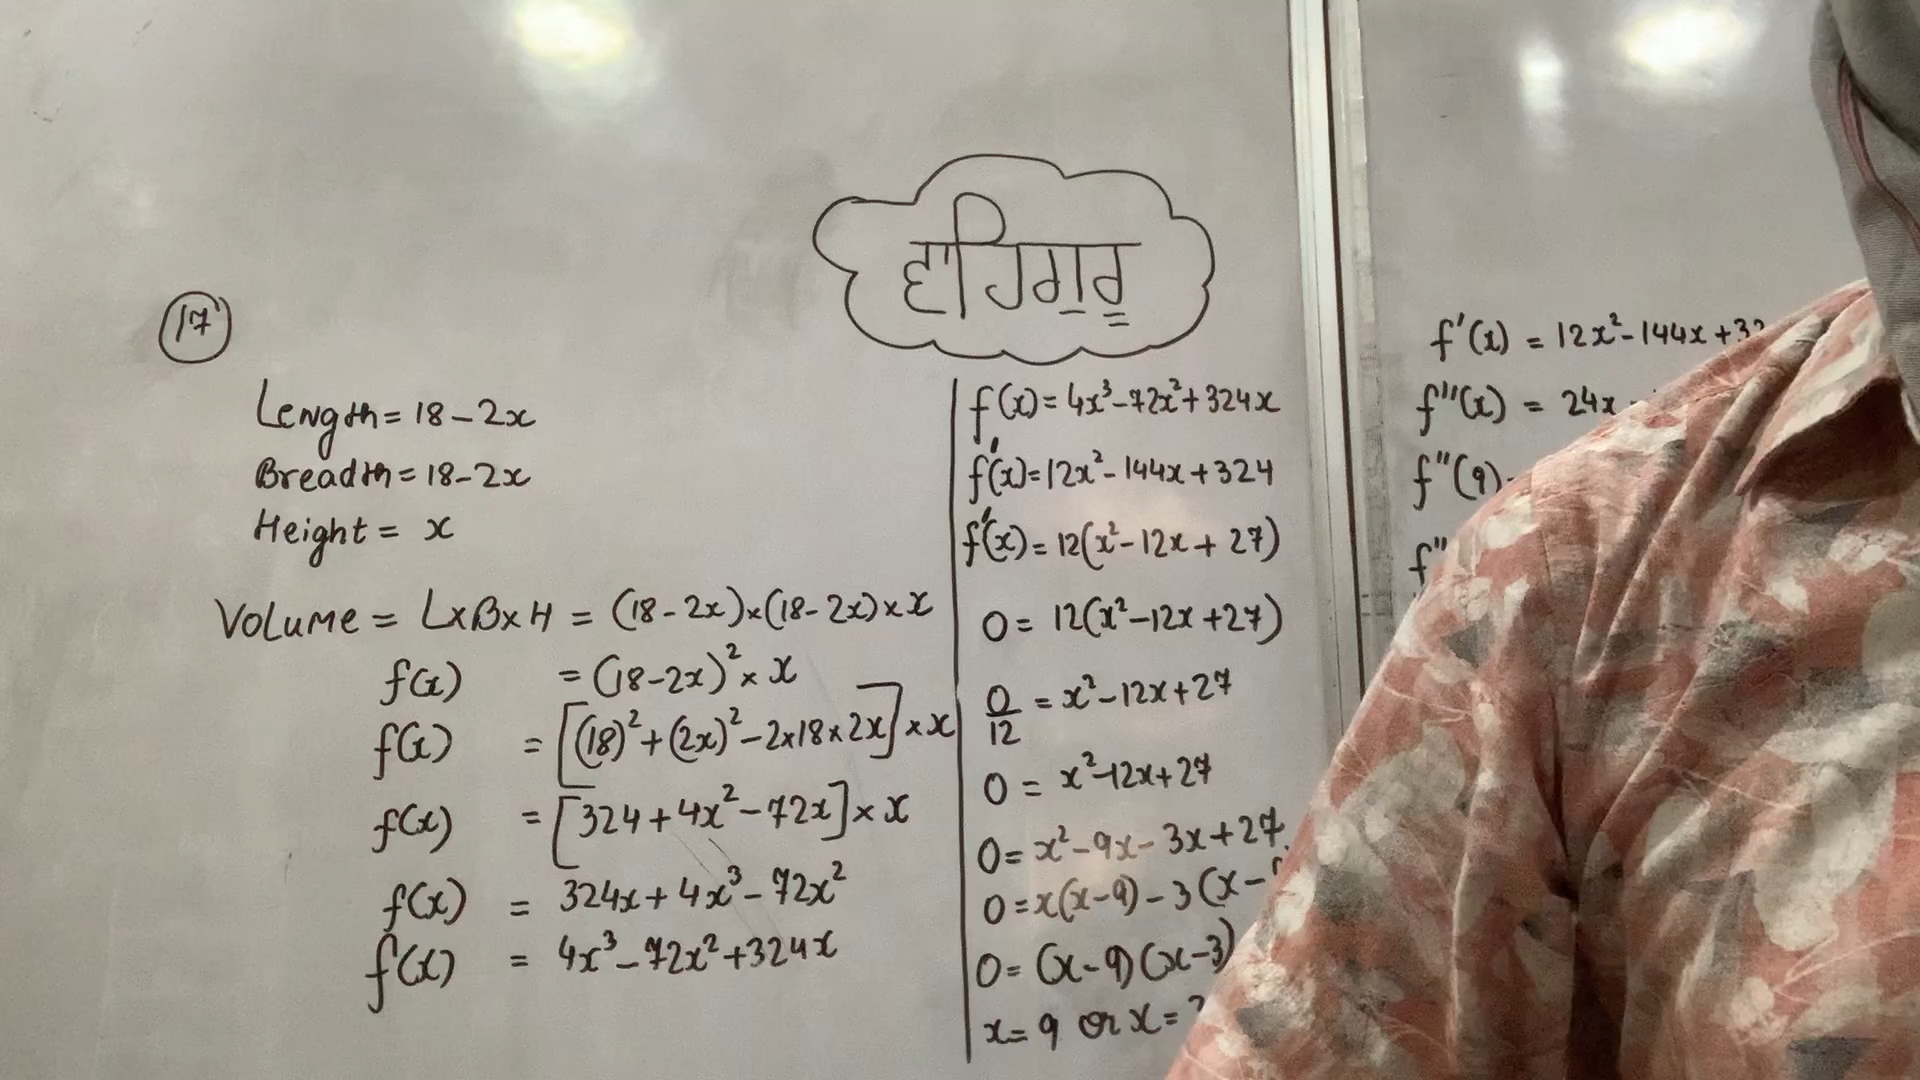 ਵਾਹਿਗੁਰੂ
17
Length = 18 - 2x
Breadth = 18 - 2x
Height = x
Volume = L×B×H = (18 - 2x)×(18 - 2x)×x
f(x) = (18 - 2x)² × x
f(x) = [(18)² + (2x)² - 2×18×2x] × x
f(x) = [324 + 4x² - 72x] × x
f(x) = 324x + 4x³ - 72x²
f(x) = 4x³ - 72x² + 324x
f(x) = 4x³ - 72x² + 324x
f'(x) = 12x² - 144x + 324
f'(x) = 12(x² - 12x + 27)
0 = 12(x² - 12x + 27)
0/12 = x² - 12x + 27
0 = x² - 12x + 27
0 = x² - 9x - 3x + 27
0 = x(x - 9) - 3(x -
0 = (x - 9)(x - 3)
x = 9 or x =
f'(x) = 12x² - 144x +
f''(x) = 24x
f''(9)
f''